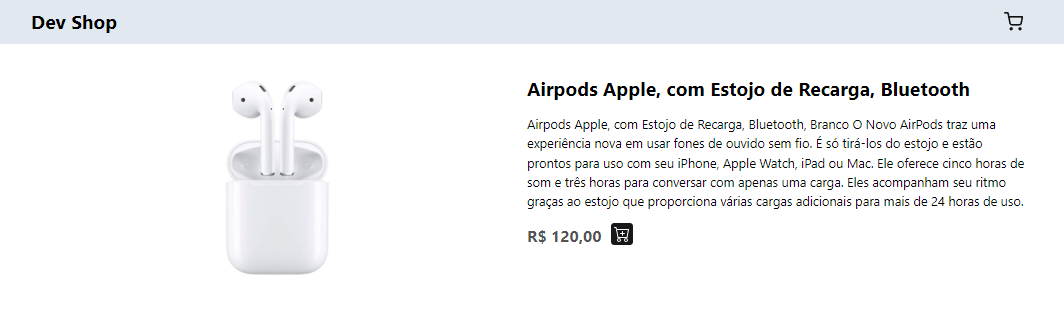 Dev Shop
Airpods Apple, com Estojo de Recarga, Bluetooth
Airpods Apple, com Estojo de Recarga, Bluetooth, Branco O Novo AirPods traz uma
experiência nova em usar fones de ouvido sem fio. É só tirá-los do estojo e estão
prontos para uso com seu iPhone, Apple Watch, iPad ou Mac. Ele oferece cinco horas de
som e três horas para conversar com apenas uma carga. Eles acompanham seu ritmo
graças ao estojo que proporciona várias cargas adicionais para mais de 24 horas de uso.
R$ 120,00